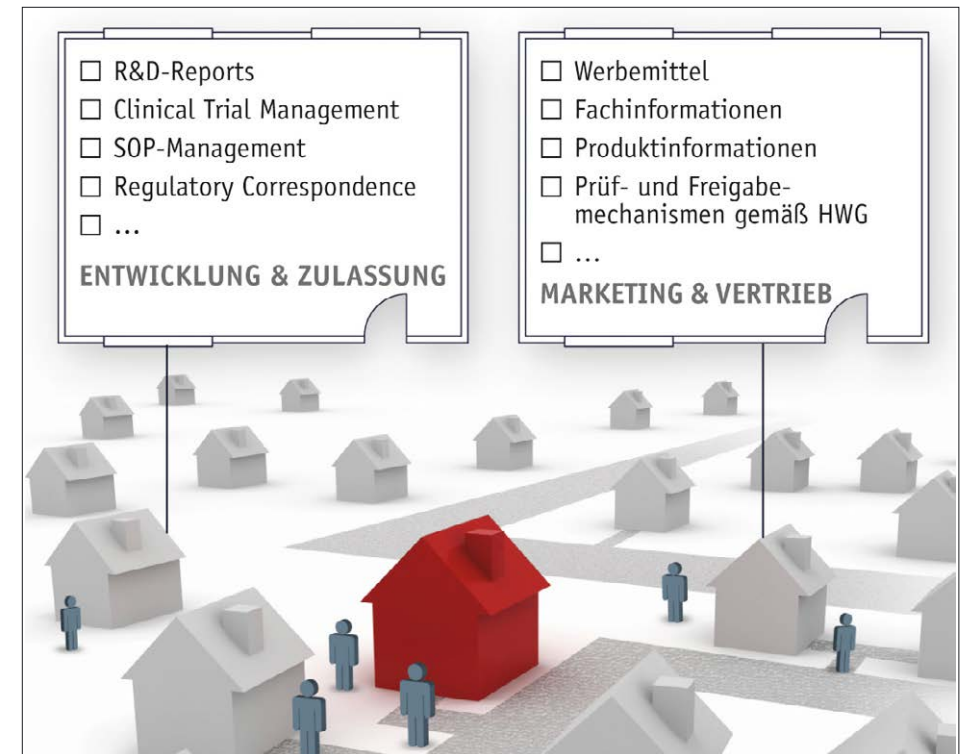 ☐ R&D-Reports
☐ Clinical Trial Management
☐ SOP-Management
☐ Regulatory Correspondence
☐ ...
ENTWICKLUNG & ZULASSUNG
☐ Werbemittel
☐ Fachinformationen
☐ Produktinformationen
☐ Prüf- und Freigabe-
mechanismen gemäß HWG
☐ ...
MARKETING & VERTRIEB